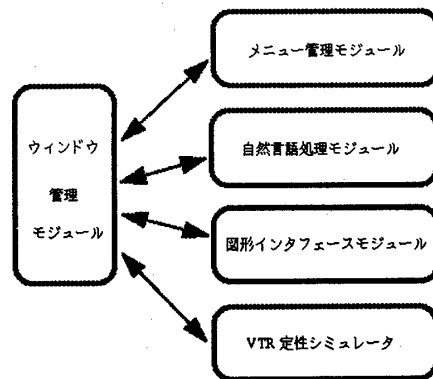 メニュー管理モジュール
ウィンドウ
管理
モジュール
自然言語処理モジュール
図形インタフェースモジュール
VTR 定性シミュレータ